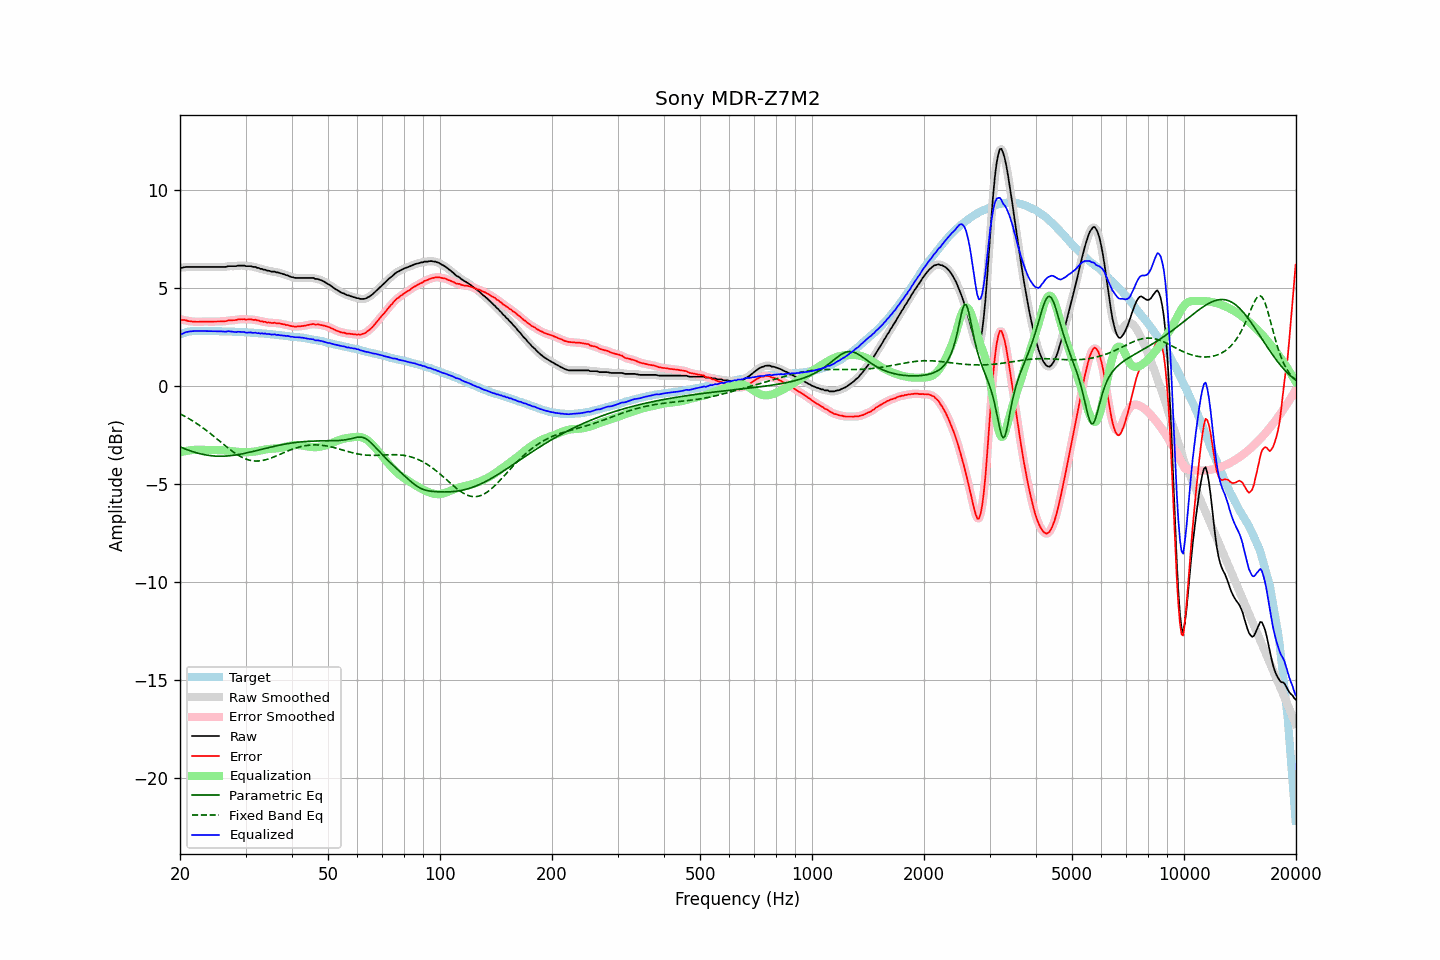 Sony MDR-Z7M2
10
5
0
−5
−10
−15
−20
Amplitude (dBr)
Target
Raw Smoothed
Error Smoothed
Raw
Error
Equalization
Parametric Eq
Fixed Band Eq
Equalized
20 50 100 200 500 1000 2000 5000 10000 20000
Frequency (Hz)